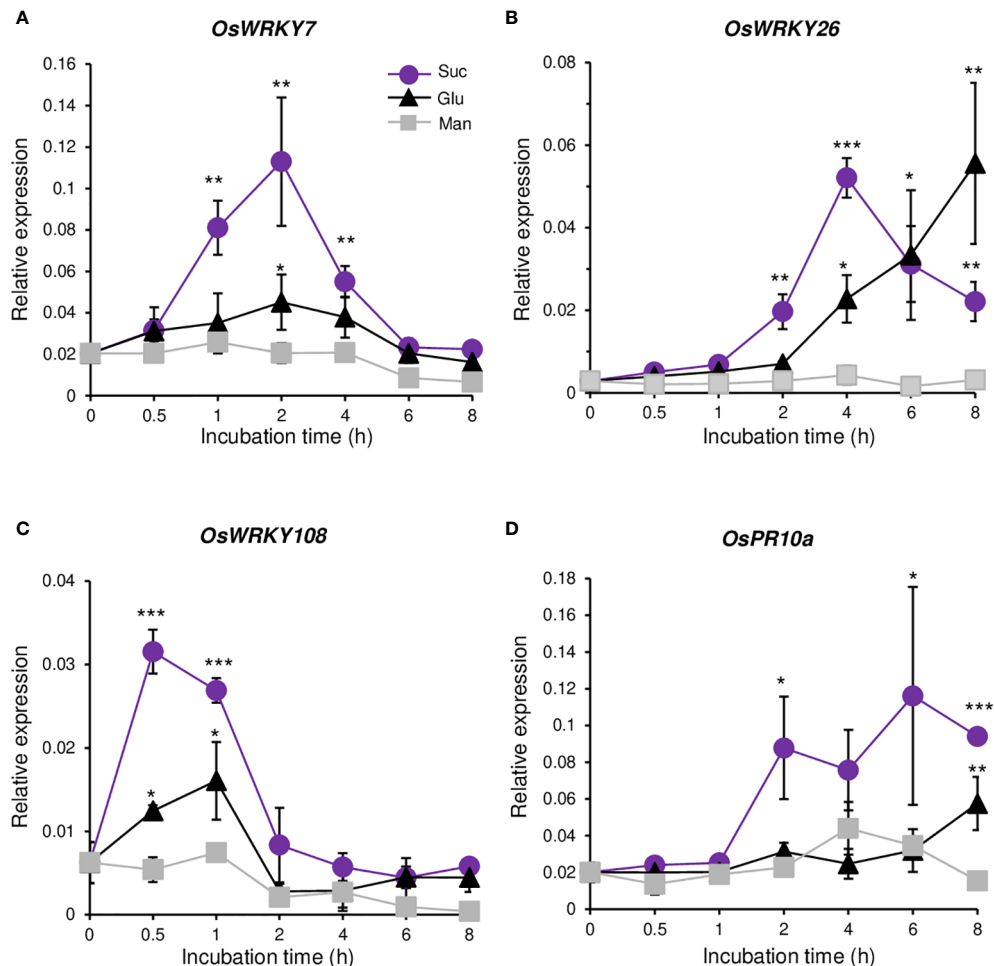 A
OsWRKY7
Relative expression
0.16
0.14
0.12
0.1
0.08
0.06
0.04
0.02
0
Suc
Glu
Man
**
**
**
*
0 0.5 1 2 4 6 8
Incubation time (h)
B
OsWRKY26
Relative expression
0.08
0.06
0.04
0.02
0
**
***
*
**
*
**
0 0.5 1 2 4 6 8
Incubation time (h)
C
OsWRKY108
Relative expression
0.04
0.03
0.02
0.01
0
***
***
*
*
0 0.5 1 2 4 6 8
Incubation time (h)
D
OsPR10a
Relative expression
0.18
0.16
0.14
0.12
0.1
0.08
0.06
0.04
0.02
0
*
*
***
**
0 0.5 1 2 4 6 8
Incubation time (h)